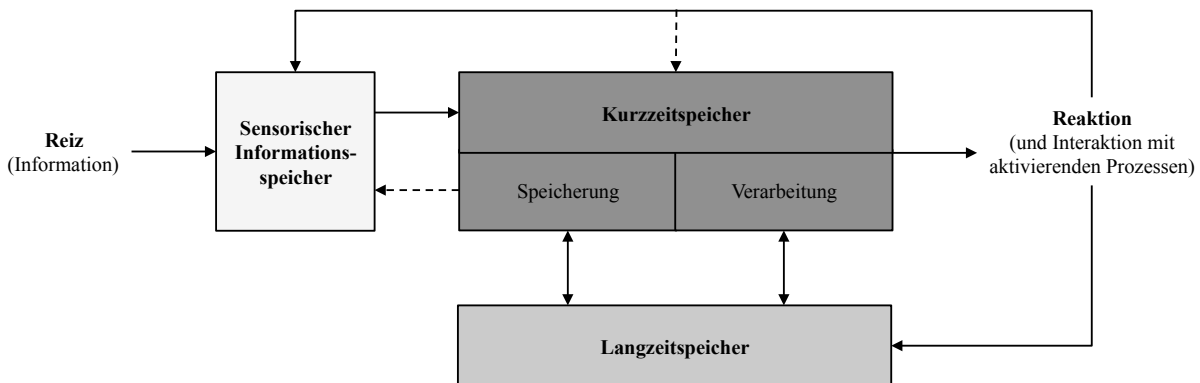 Reiz
(Information)
Sensorischer
Informations-
speicher
Kurzzeitspeicher
Speicherung
Verarbeitung
Reaktion
(und Interaktion mit
aktivierenden Prozessen)
Langzeitspeicher